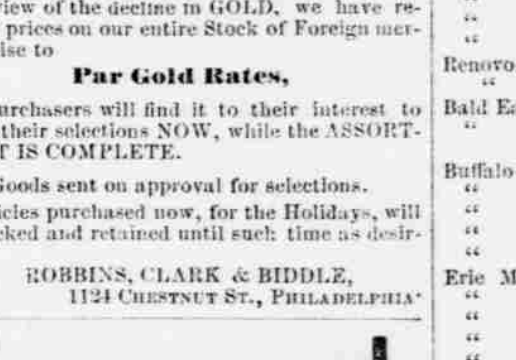 view of the decline in GOLD, we have re-
prices on our entire Stock of Foreign mer-
ise to
Par Gold Rates,
urchasers will find it to their interest to
their selections NOW, while the ASSORT-
T IS COMPLETE.
Goods sent on approval for selections.
icles purchased now, for the Holidays, will
cked and retained until such time as desir-
ROBBINS, CLARK & BIDDLE,
1124 CHESTNUT ST., PHILADELPHIA
"
"
Renovo
"
Bald Ea
"
Buffalo
"
"
"
"
Erie M
"
"
"
"